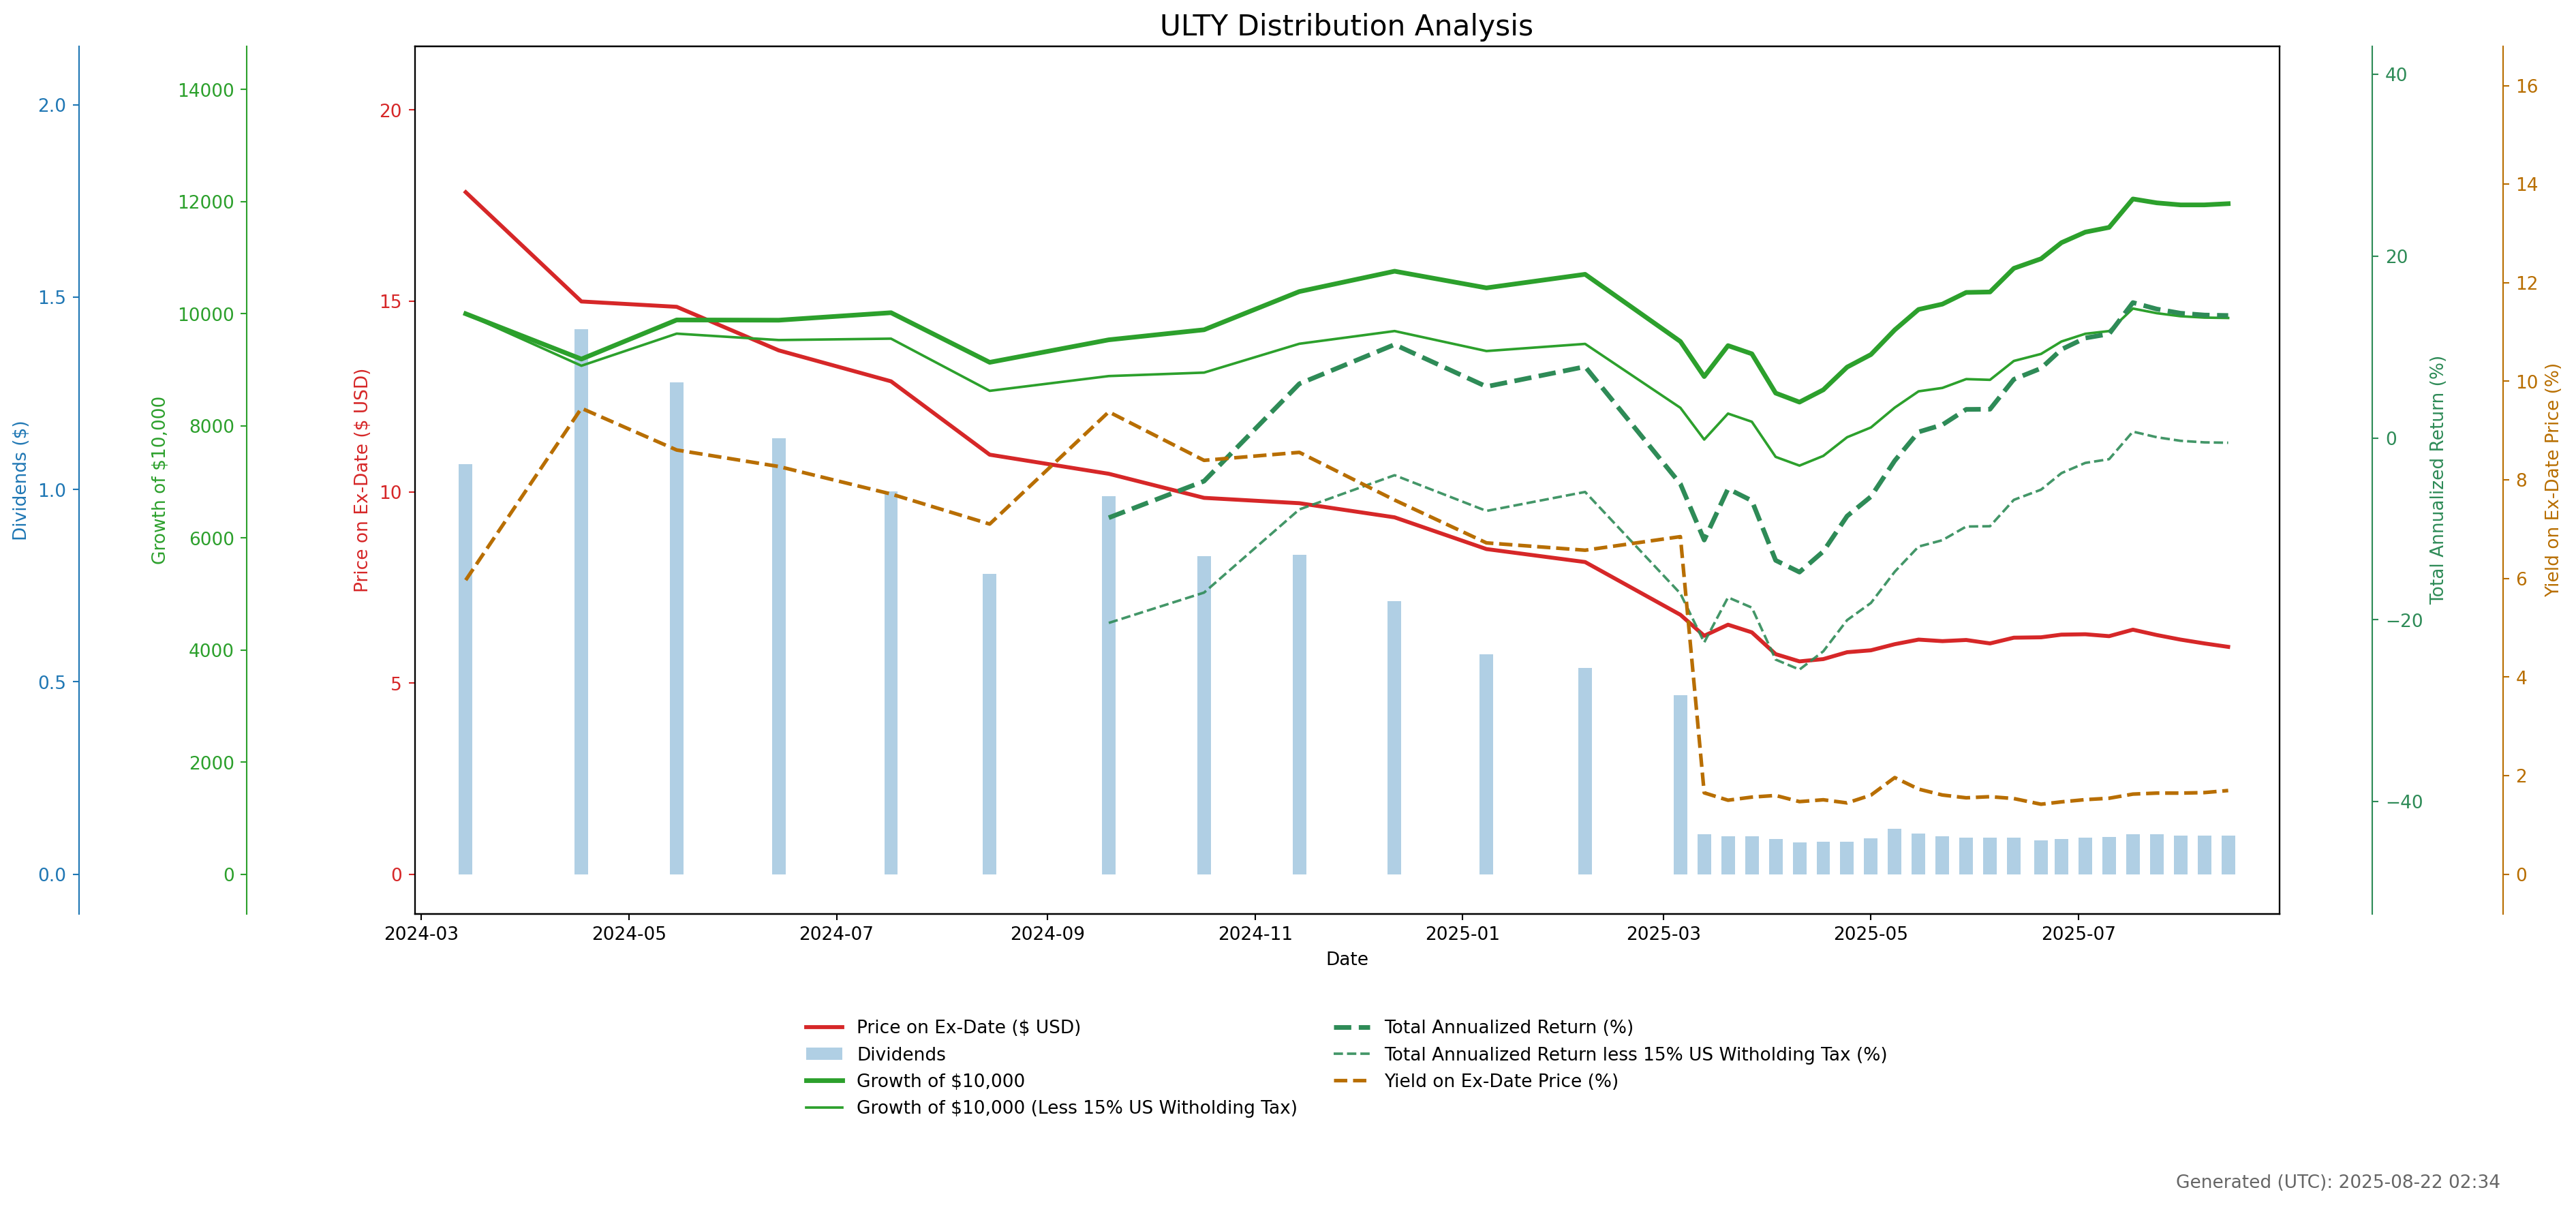 ULTY Distribution Analysis
Dividends ($)
2.0
1.5
1.0
0.5
0.0
Growth of $10,000
14000
12000
10000
8000
6000
4000
2000
0
Price on Ex-Date ($ USD)
20
15
10
5
0
Total Annualized Return (%)
40
20
0
−20
−40
Yield on Ex-Date Price (%)
16
14
12
10
8
6
4
2
0
2024-03 2024-05 2024-07 2024-09 2024-11 2025-01 2025-03 2025-05 2025-07
Date
Price on Ex-Date ($ USD)
Dividends
Growth of $10,000
Growth of $10,000 (Less 15% US Witholding Tax)
Total Annualized Return (%)
Total Annualized Return less 15% US Witholding Tax (%)
Yield on Ex-Date Price (%)
Generated (UTC): 2025-08-22 02:34